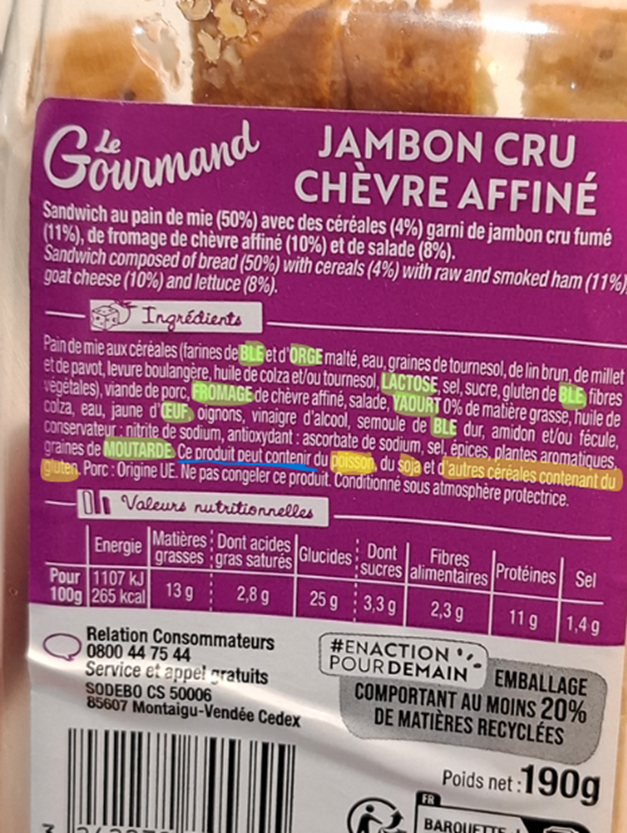 Le
Gourmand
JAMBON CRU
CHÈVRE AFFINÉ
Sandwich au pain de mie (50%) avec des céréales (4%) garni de jambon cru fumé
(11%), de fromage de chèvre affiné (10%) et de salade (8%).
Sandwich composed of bread (50%) with cereals (4%) with raw and smoked ham (11%),
goat cheese (10%) and lettuce (8%).
Ingrédients
Pain de mie aux céréales (farines de BLÉ et d'ORGE malté, eau, graines de tournesol, de lin brun, de millet
et de pavot, levure boulangère, huile de colza et/ou tournesol, LACTOSE, sel, sucre, gluten de BLÉ, fibres
végétales), viande de porc, FROMAGE de chèvre affiné, salade, YAOURT 0% de matière grasse, huile de
colza, eau, jaune d'ŒUF, oignons, vinaigre d'alcool, semoule de BLÉ dur, amidon et/ou fécule,
conservateur : nitrite de sodium, antioxydant : ascorbate de sodium, sel, épices, plantes aromatiques,
graines de MOUTARDE. Ce produit peut contenir du poisson, du soja et d'autres céréales contenant du
gluten. Porc : Origine UE. Ne pas congeler ce produit. Conditionné sous atmosphère protectrice.
Valeurs nutritionnelles
Energie Matières grasses Dont acides gras saturés Glucides Dont sucres Fibres alimentaires Protéines Sel
Pour 100g 1107 kJ 265 kcal 13 g 2,8 g 25 g 3,3 g 2,3 g 11 g 1,4 g
Relation Consommateurs
0800 44 75 44
Service et appel gratuits
SODEBO CS 50006
85607 Montaigu-Vendée Cedex
#ENACTION
POURDEMAIN
EMBALLAGE
COMPORTANT AU MOINS 20%
DE MATIÈRES RECYCLÉES
Poids net : 190g
FR
BARQUETTE